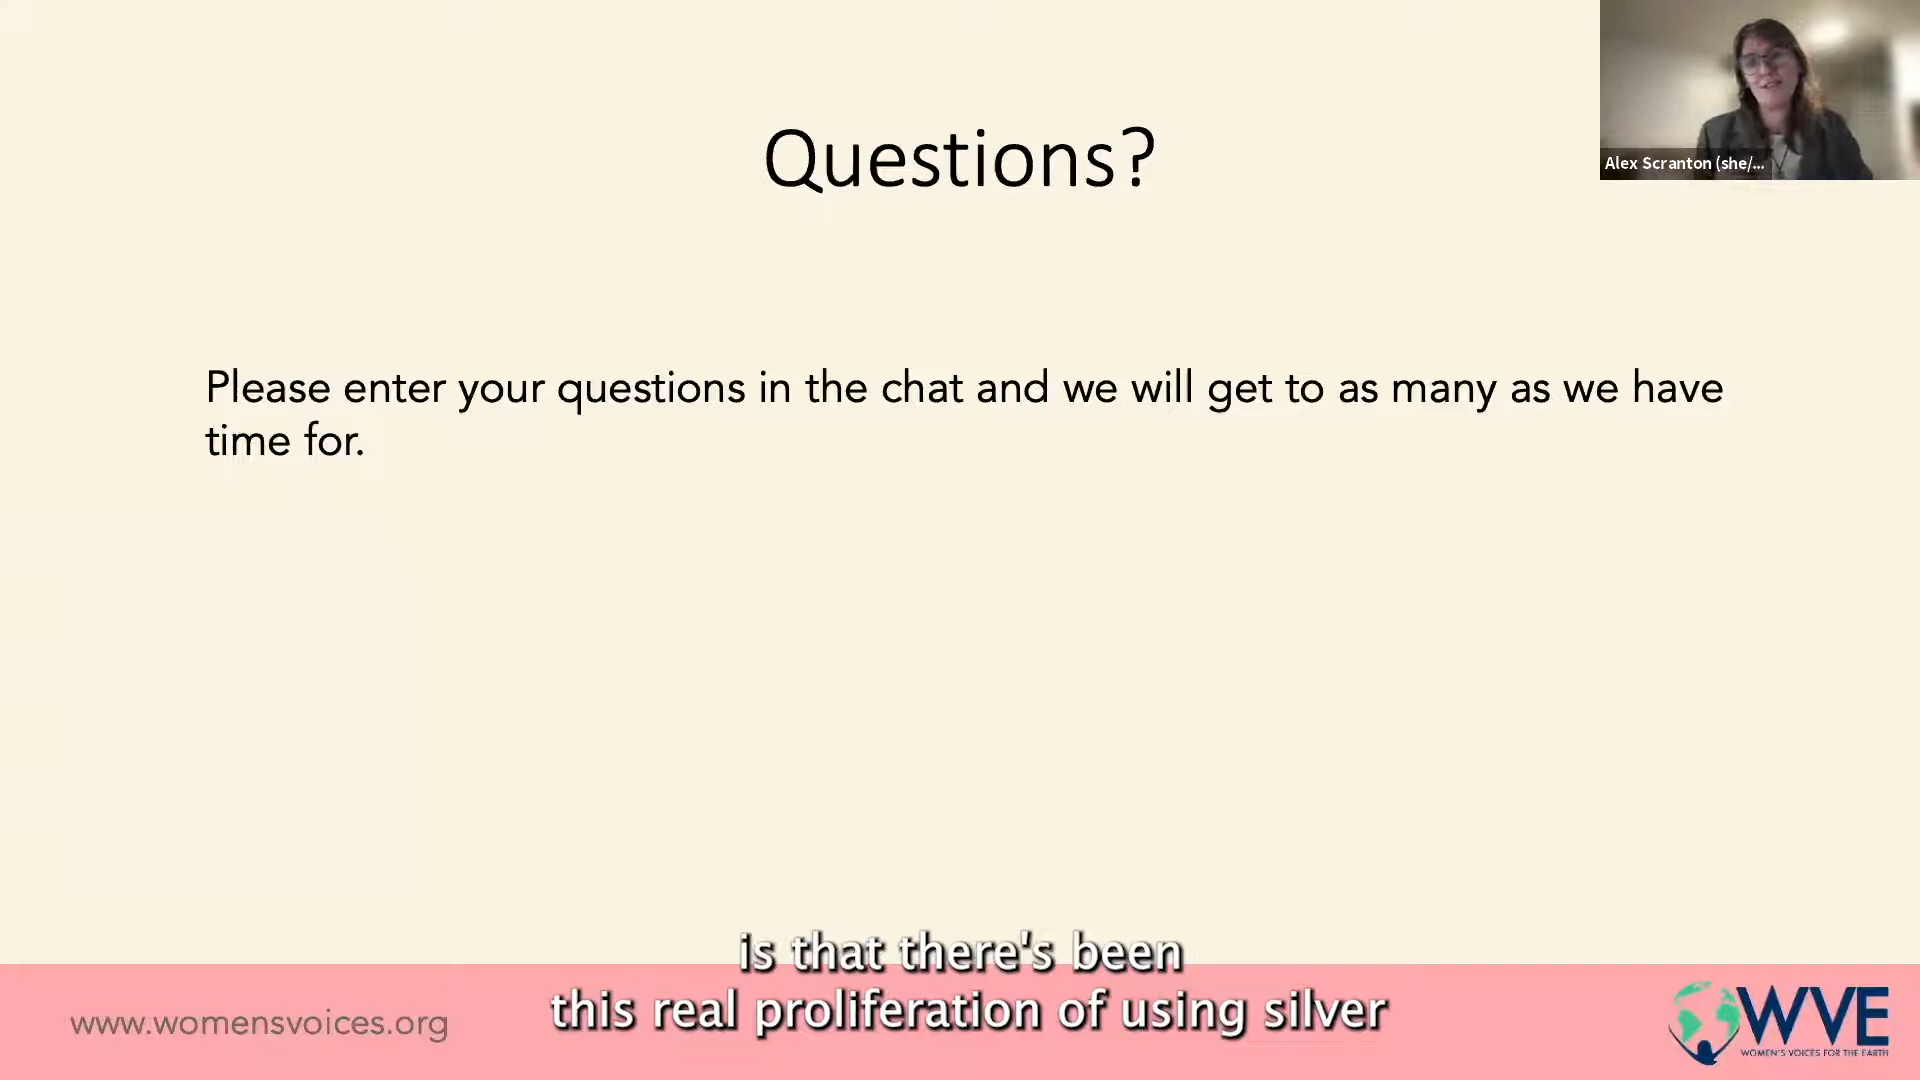 Questions?
Alex Scranton (she/...
Please enter your questions in the chat and we will get to as many as we have
time for.
is that there's been
this real proliferation of using silver
www.womensvoices.org
WVE
WOMEN'S VOICES FOR THE EARTH